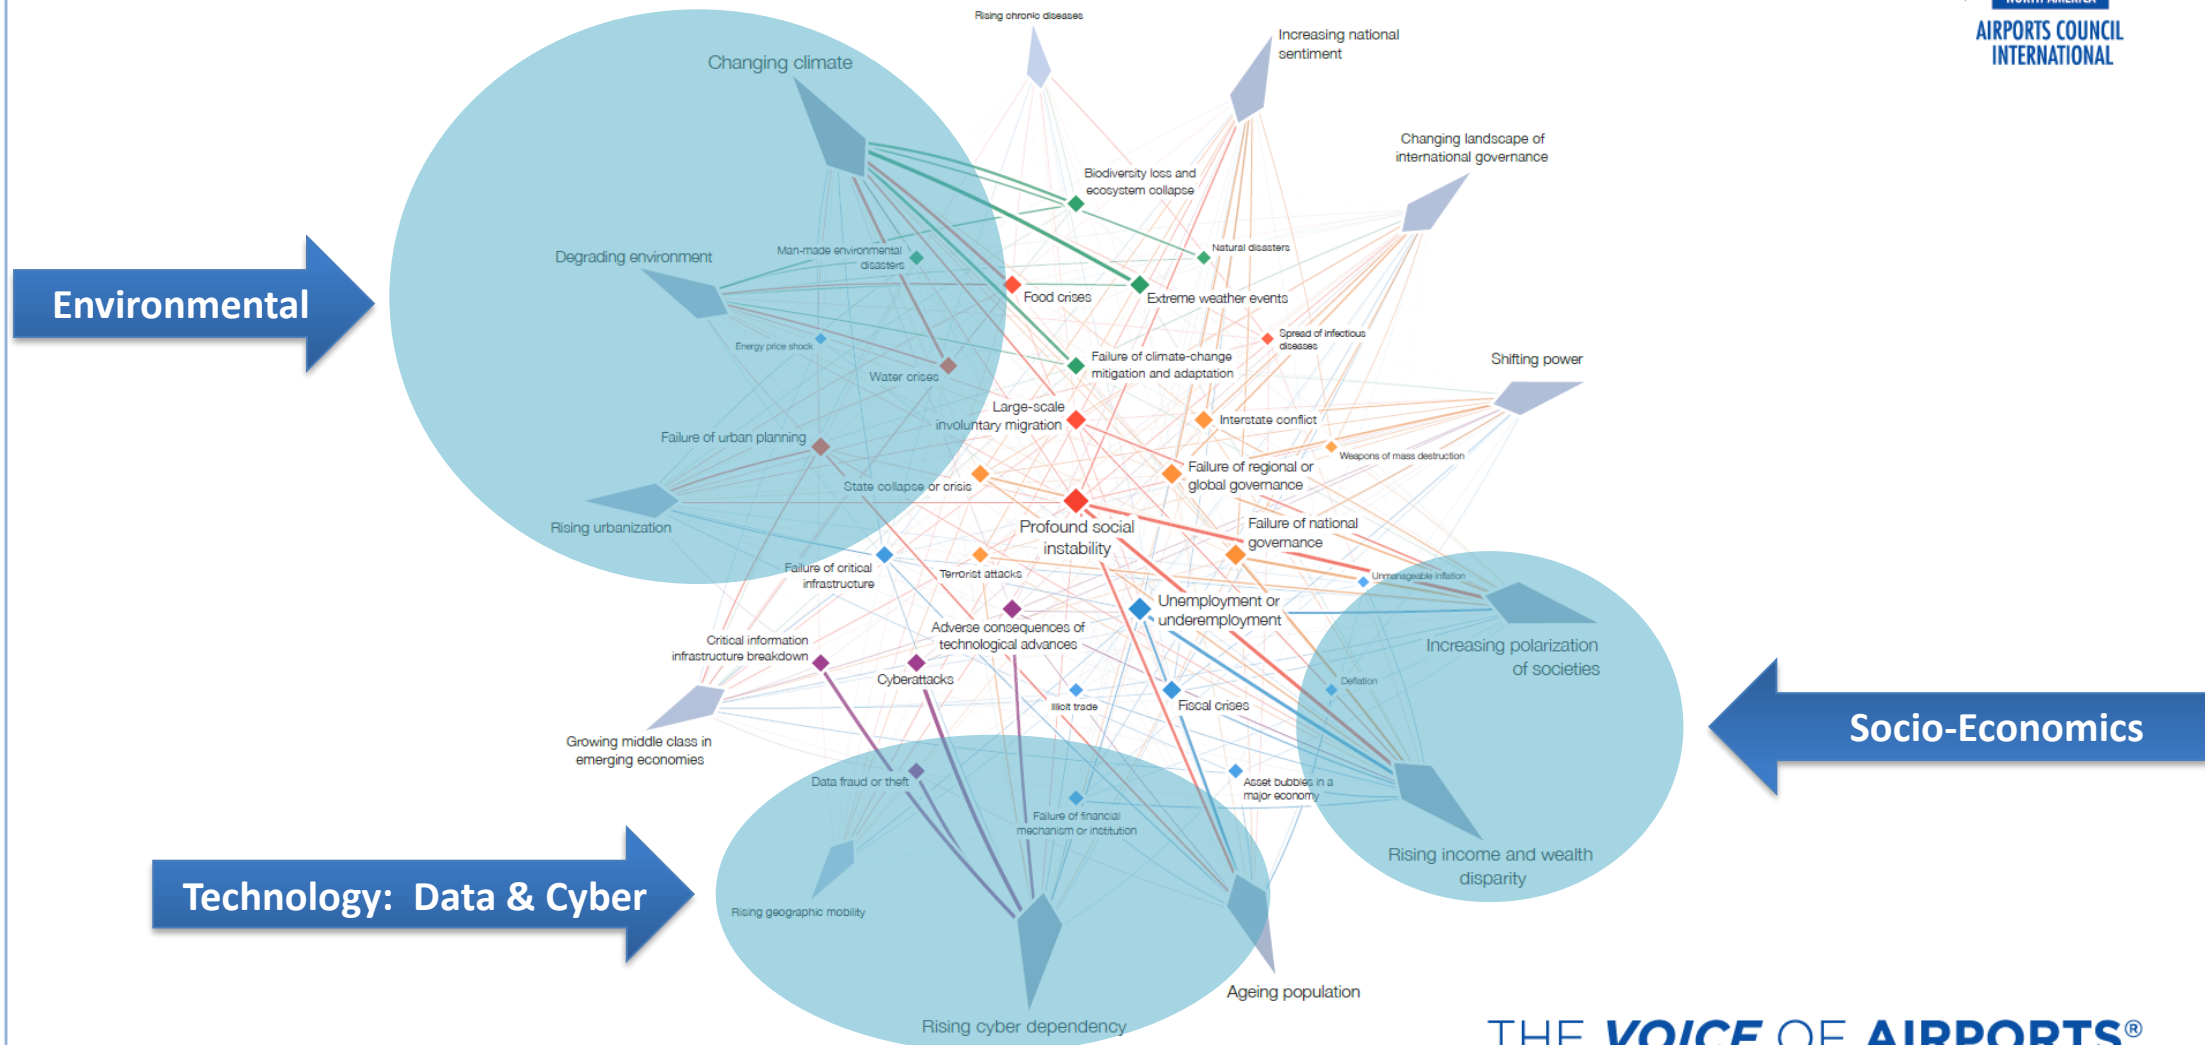 NORTH AMERICA
AIRPORTS COUNCIL
INTERNATIONAL
Rising chronic diseases
Increasing national
sentiment
Changing climate
Changing landscape of
international governance
Biodiversity loss and
ecosystem collapse
Degrading environment
Man-made environmental
disasters
Natural disasters
Environmental
Food crises
Extreme weather events
Energy price shock
Spread of infectious
diseases
Water crises
Failure of climate-change
mitigation and adaptation
Shifting power
Large-scale
involuntary migration
Interstate conflict
Failure of urban planning
Weapons of mass destruction
State collapse or crisis
Failure of regional or
global governance
Rising urbanization
Profound social
instability
Failure of national
governance
Failure of critical
infrastructure
Terrorist attacks
Unmanageable inflation
Unemployment or
underemployment
Adverse consequences of
technological advances
Critical information
infrastructure breakdown
Increasing polarization
of societies
Cyberattacks
Deflation
Illicit trade
Fiscal crises
Socio-Economics
Growing middle class in
emerging economies
Data fraud or theft
Asset bubbles in a
major economy
Failure of financial
mechanism or institution
Rising income and wealth
disparity
Technology: Data & Cyber
Rising geographic mobility
Ageing population
Rising cyber dependency
THE VOICE OF AIRPORTS®